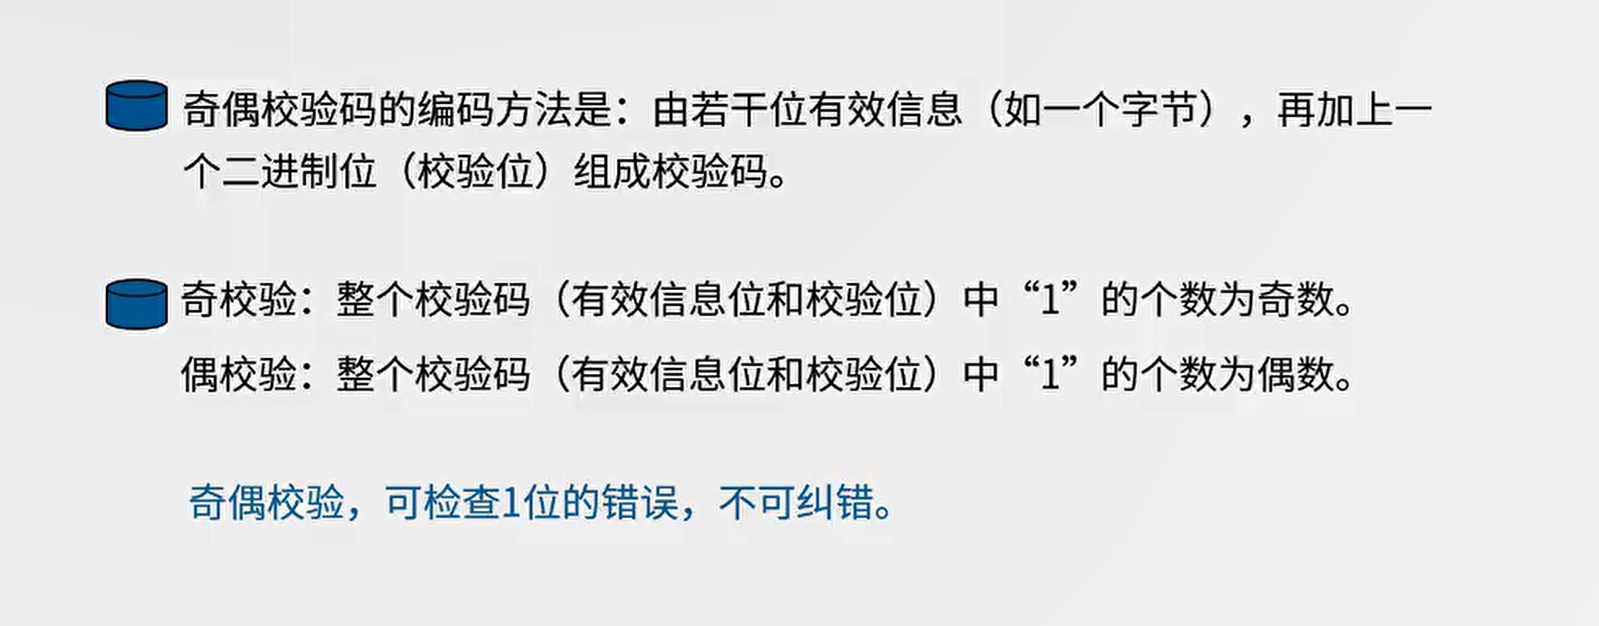 奇偶校验码的编码方法是：由若干位有效信息（如一个字节），再加上一
个二进制位（校验位）组成校验码。
奇校验：整个校验码（有效信息位和校验位）中“1”的个数为奇数。
偶校验：整个校验码（有效信息位和校验位）中“1”的个数为偶数。
奇偶校验，可检查1位的错误，不可纠错。